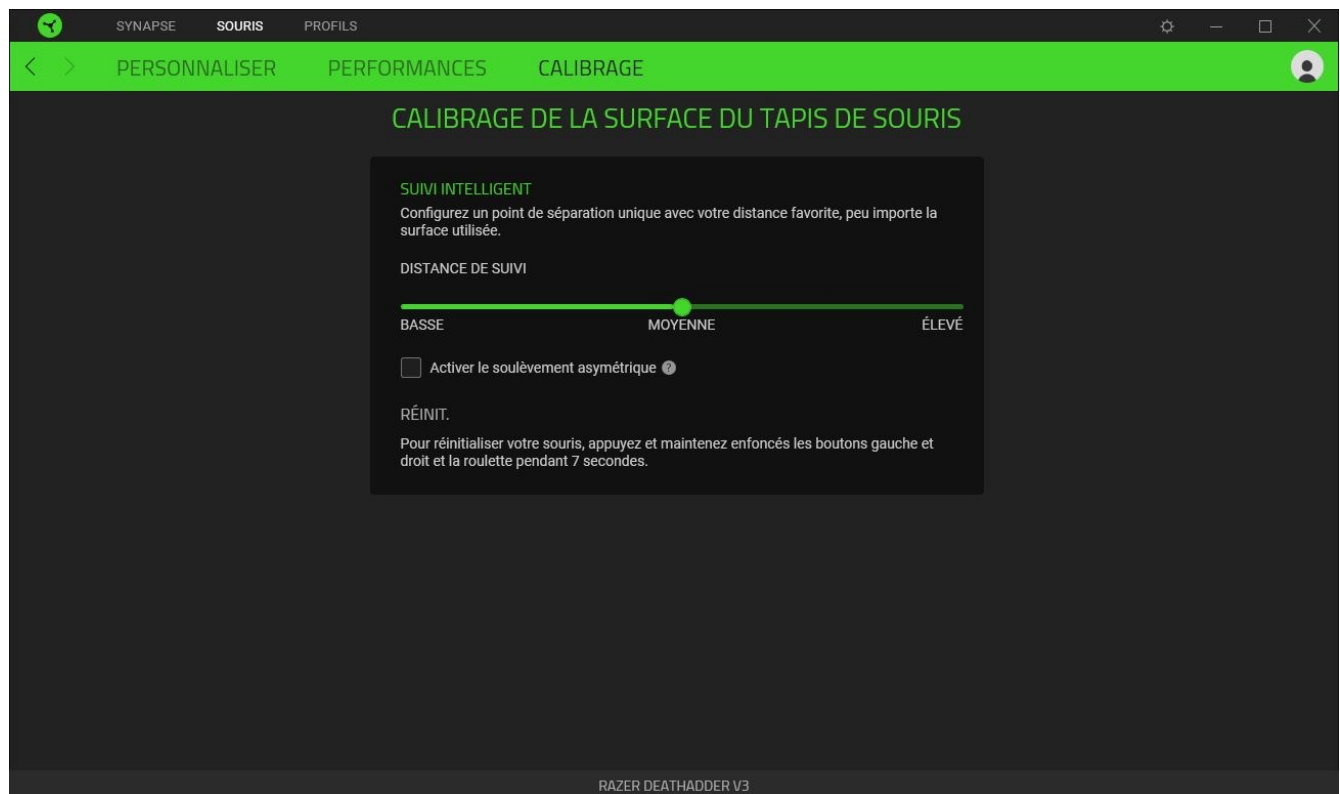 SYNAPSE SOURIS PROFILS
PERSONNALISER PERFORMANCES CALIBRAGE
CALIBRAGE DE LA SURFACE DU TAPIS DE SOURIS
SUIVI INTELLIGENT
Configurez un point de séparation unique avec votre distance favorite, peu importe la
surface utilisée.
DISTANCE DE SUIVI
BASSE MOYENNE ÉLEVÉ
Activer le soulèvement asymétrique ?
RÉINIT.
Pour réinitialiser votre souris, appuyez et maintenez enfoncés les boutons gauche et
droit et la roulette pendant 7 secondes.
RAZER DEATHADDER V3